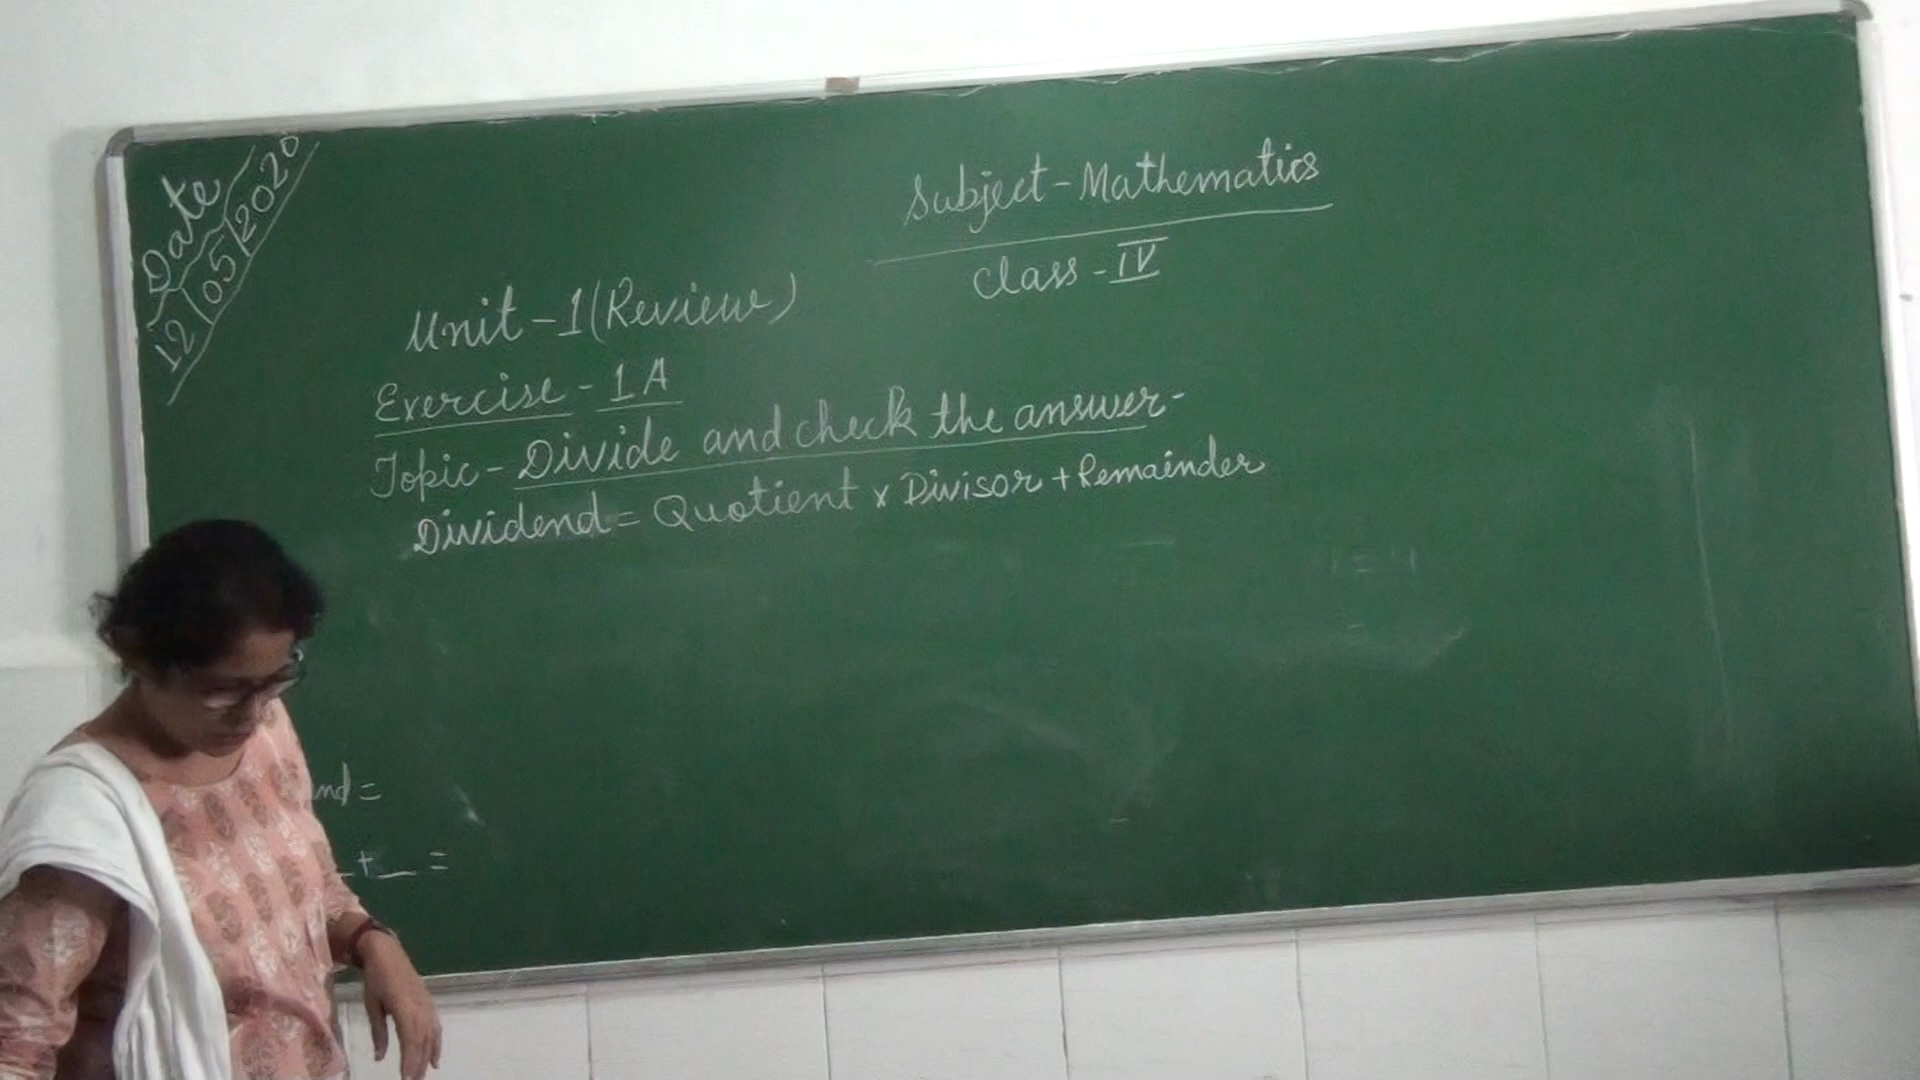 Date
12/05/2020
Subject - Mathematics
Class - IV
Unit - 1 (Review)
Exercise - 1A
Topic - Divide and check the answer -
Dividend = Quotient x Divisor + Remainder
nd =
_ + _ =